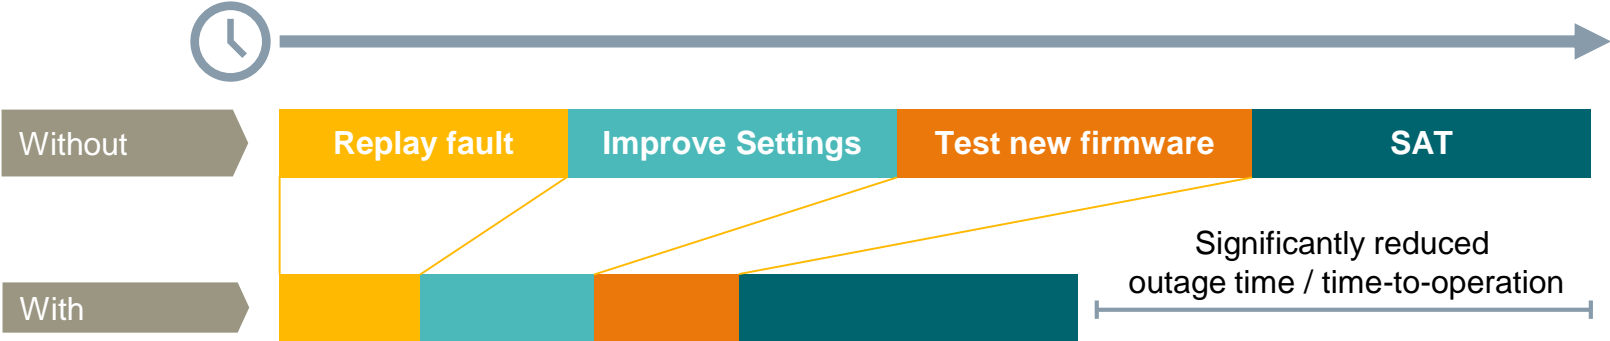 Without
Replay fault
Improve Settings
Test new firmware
SAT
Significantly reduced
outage time / time-to-operation
With